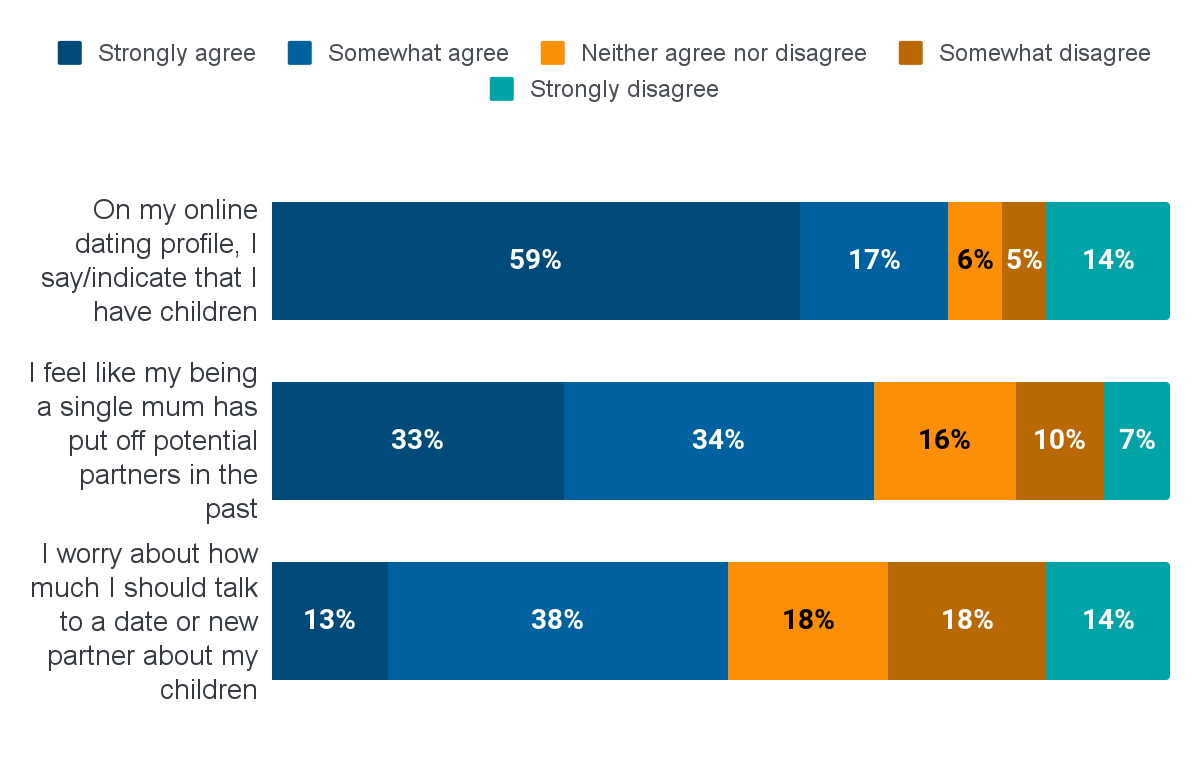 Strongly agree Somewhat agree Neither agree nor disagree Somewhat disagree
Strongly disagree
On my online
dating profile, I
say/indicate that I
have children
59% 17% 6% 5% 14%
I feel like my being
a single mum has
put off potential
partners in the
past
33% 34% 16% 10% 7%
I worry about how
much I should talk
to a date or new
partner about my
children
13% 38% 18% 18% 14%